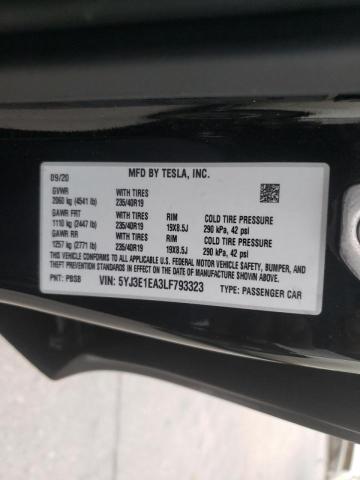 MFD BY TESLA, INC.
09/20
GVWR WITH TIRES
2060 kg (4541 lb) 235/40R19
GAWR FRT WITH TIRES RIM COLD TIRE PRESSURE
1110 kg (2447 lb) 235/40R19 19X8.5J 290 kPa, 42 psi
GAWR RR WITH TIRES RIM COLD TIRE PRESSURE
1257 kg (2771 lb) 235/40R19 19X8.5J 290 kPa, 42 psi
THIS VEHICLE CONFORMS TO ALL APPLICABLE
U.S. FEDERAL MOTOR VEHICLE SAFETY, BUMPER, AND
THEFT PREVENTION STANDARDS IN EFFECT ON THE
DATE OF MANUFACTURE SHOWN ABOVE.
PNT: PBSB VIN: 5YJ3E1EA3LF793323 TYPE: PASSENGER CAR